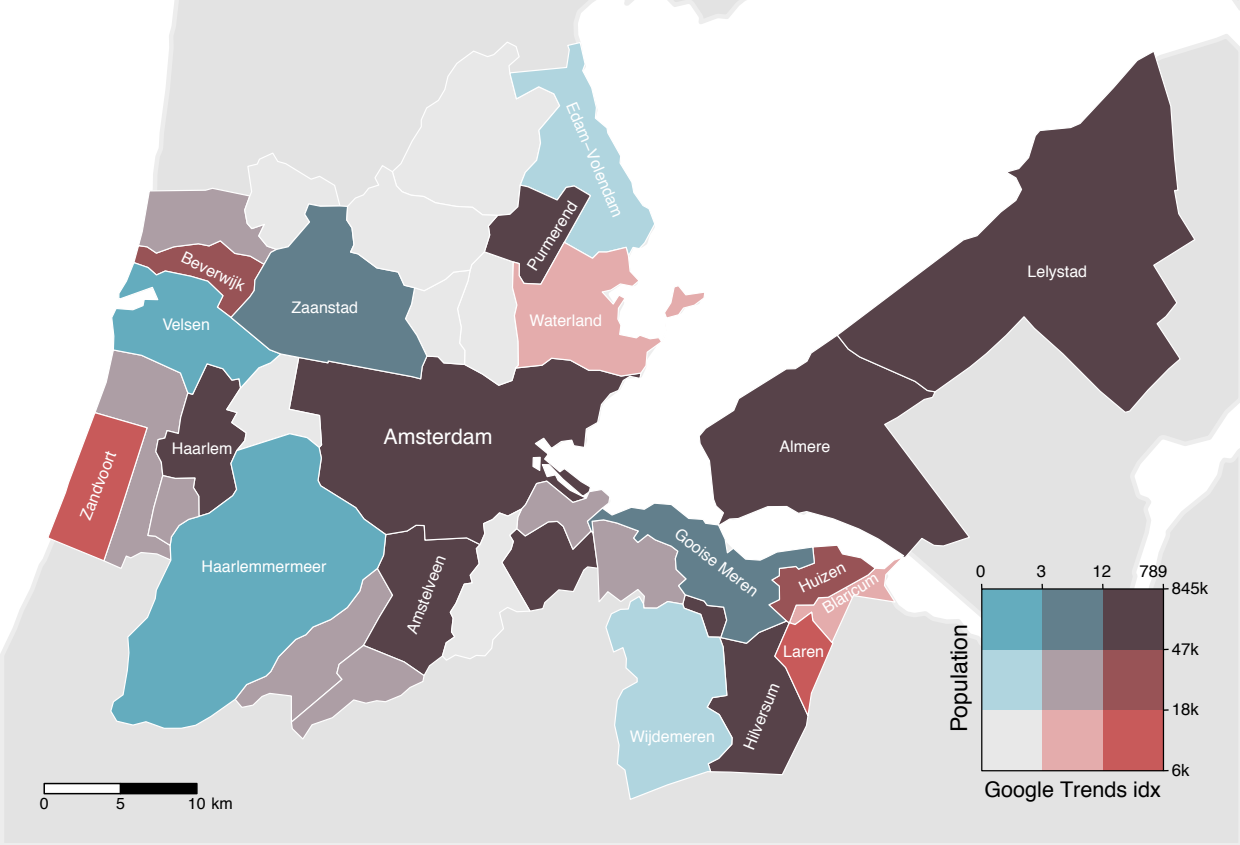 Edam−Volendam
Purmerend
Beverwijk
Lelystad
Zaanstad
Waterland
Velsen
Amsterdam
Haarlem
Almere
Zandvoort
Haarlemmermeer
Gooise Meren
Amstelveen
Huizen
Blaricum
Laren
Hilversum
Wijdemeren
0 3 12 789
845k
47k
18k
6k
Population
Google Trends idx
0 5 10 km